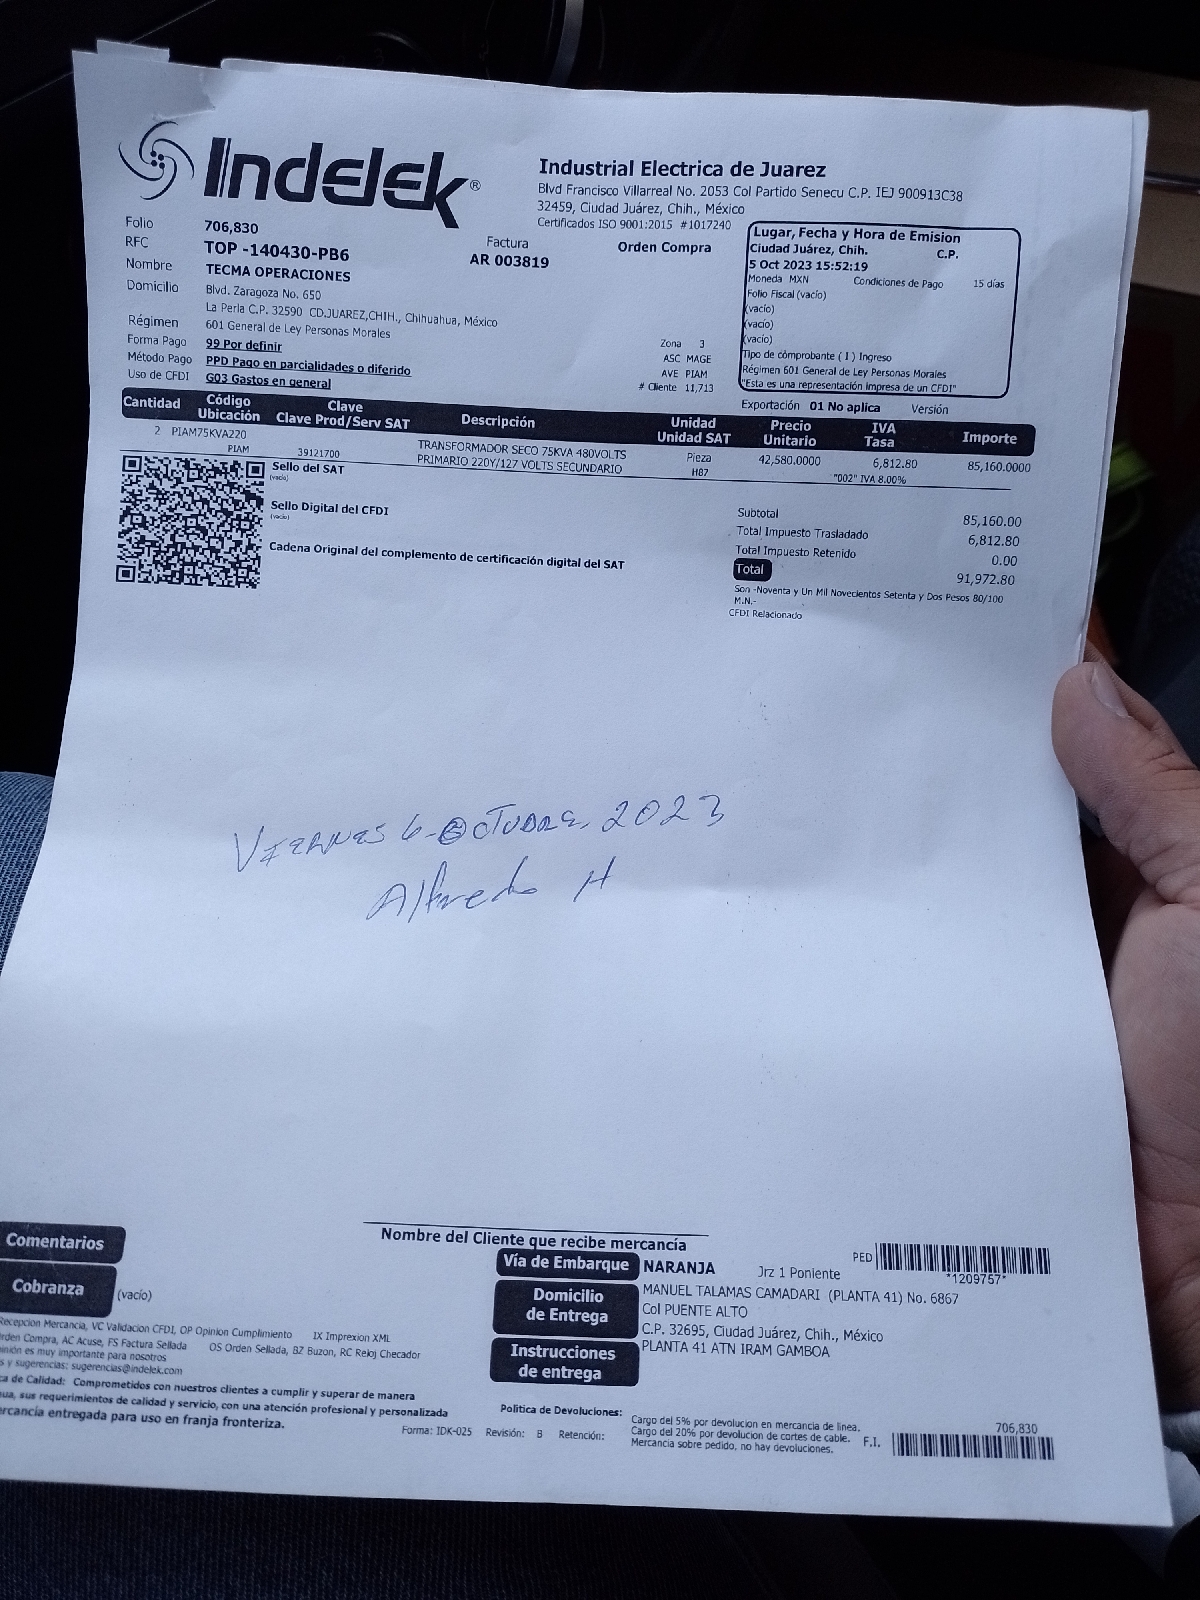 Indelek®
Industrial Electrica de Juarez
Blvd Francisco Villarreal No. 2053 Col Partido Senecu C.P. IEJ 900913C38
32459, Ciudad Juárez, Chih., México
Certificados ISO 9001:2015 #1017240
Folio 706,830
RFC TOP -140430-PB6
Nombre TECMA OPERACIONES
Domicilio Blvd. Zaragoza No. 650
La Perla C.P. 32590 CD.JUAREZ,CHIH., Chihuahua, México
Régimen 601 General de Ley Personas Morales
Forma Pago 99 Por definir
Método Pago PPD Pago en parcialidades o diferido
Uso de CFDI G03 Gastos en general
Factura
AR 003819
Orden Compra
Zona 3
ASC MAGE
AVE PIAM
# Cliente 11,713
Lugar, Fecha y Hora de Emision
Ciudad Juárez, Chih. C.P.
5 Oct 2023 15:52:19
Moneda MXN Condiciones de Pago 15 días
Folio Fiscal (vacío)
(vacío)
(vacío)
(vacío)
Tipo de comprobante ( I ) Ingreso
Régimen 601 General de Ley Personas Morales
"Esta es una representación impresa de un CFDI"
Exportación 01 No aplica Versión
Cantidad Código Ubicación Clave Clave Prod/Serv SAT Descripción Unidad Unidad SAT Precio Unitario IVA Tasa Importe
2 PIAM75KVA220 TRANSFORMADOR SECO 75KVA 480VOLTS Pieza 42,580.0000 6,812.80 85,160.0000
PIAM 39121700 PRIMARIO 220Y/127 VOLTS SECUNDARIO H87 "002" IVA 8.00%
Sello del SAT
(vacío)
Sello Digital del CFDI
(vacío)
Cadena Original del complemento de certificación digital del SAT
Subtotal 85,160.00
Total Impuesto Trasladado 6,812.80
Total Impuesto Retenido 0.00
Total 91,972.80
Son -Noventa y Un Mil Novecientos Setenta y Dos Pesos 80/100
M.N.-
CFDI Relacionado
Viernes 6-Octubre, 2023
Alfredo H
Nombre del Cliente que recibe mercancía
Comentarios
Cobranza (vacío)
Vía de Embarque NARANJA Jrz 1 Poniente
PED *1209757*
Domicilio de Entrega
MANUEL TALAMAS CAMADARI (PLANTA 41) No. 6867
Col PUENTE ALTO
C.P. 32695, Ciudad Juárez, Chih., México
Instrucciones de entrega
PLANTA 41 ATN IRAM GAMBOA
Recepcion Mercancia, VC Validacion CFDI, OP Opinion Cumplimiento IX Imprexion XML
Orden Compra, AC Acuse, FS Factura Sellada OS Orden Sellada, BZ Buzon, RC Reloj Checador
es muy importante para nosotros
s y sugerencias: sugerencias@indelek.com
de Calidad: Comprometidos con nuestros clientes a cumplir y superar de manera
sus requerimientos de calidad y servicio, con una atención profesional y personalizada
entregada para uso en franja fronteriza.
Forma: IDK-025 Revisión: B Retención:
Politica de Devoluciones:
Cargo del 5% por devolucion en mercancia de linea.
Cargo del 20% por devolucion de cortes de cable.
Mercancia sobre pedido, no hay devoluciones.
F.I. 706,830